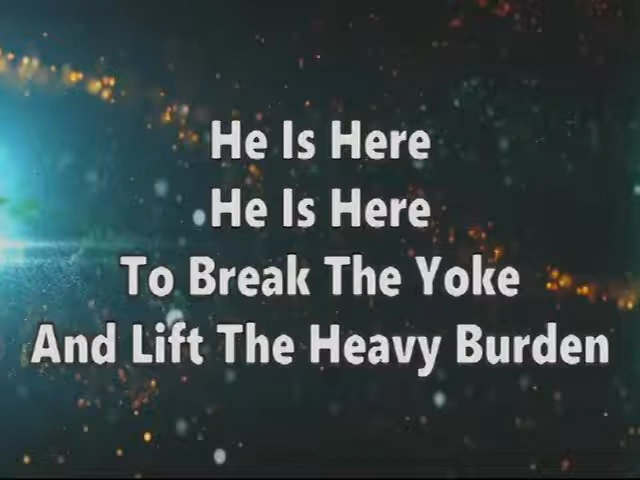 He Is Here
He Is Here
To Break The Yoke
And Lift The Heavy Burden